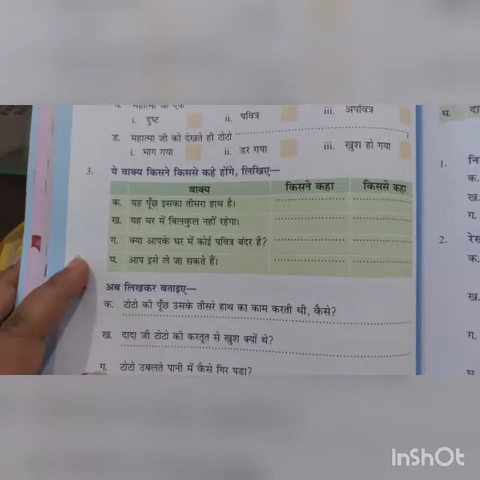 i. दुष्ट ii. पवित्र iii. अपवित्र
ङ. महात्मा जी को देखते ही टोटो
i. भाग गया ii. डर गया iii. खुश हो गया
3. ये वाक्य किसने किससे कहे होंगे, लिखिए—
वाक्य किसने कहा किससे कहा
क. यह पूँछ इसका तीसरा हाथ है।
ख. यह घर में बिलकुल नहीं रहेगा।
ग. क्या आपके घर में कोई पवित्र बंदर है?
घ. आप इसे ले जा सकते हैं।
अब लिखकर बताइए—
क. टोटो की पूँछ उसके तीसरे हाथ का काम करती थी, कैसे?
ख. दादा जी टोटो की करतूत से खुश क्यों थे?
ग. टोटो उबलते पानी में कैसे गिर पड़ा?
घ. दा
1. नि
क.
ख.
ग.
2. रे
क.
ख.
ग.
InShOt